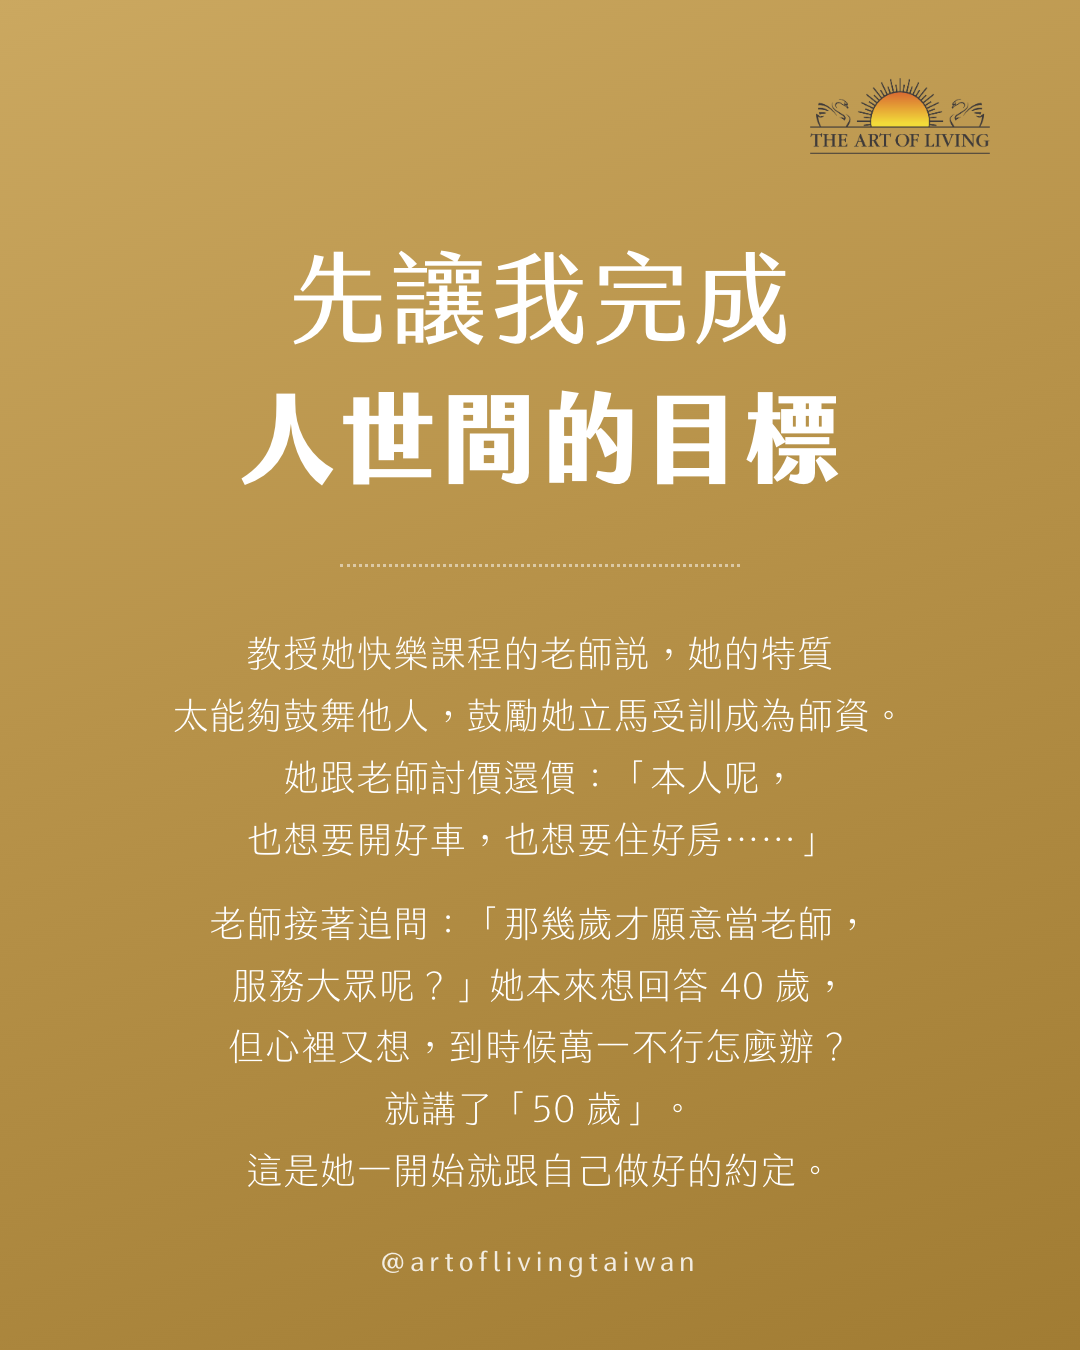 THE ART OF LIVING
先讓我完成
人世間的目標
教授她快樂課程的老師説，她的特質
太能夠鼓舞他人，鼓勵她立馬受訓成為師資。
她跟老師討價還價：「本人呢，
也想要開好車，也想要住好房⋯⋯」
老師接著追問：「那幾歲才願意當老師，
服務大眾呢？」她本來想回答 40 歲，
但心裡又想，到時候萬一不行怎麼辦？
就講了「50 歲」。
這是她一開始就跟自己做好的約定。
@artoflivingtaiwan